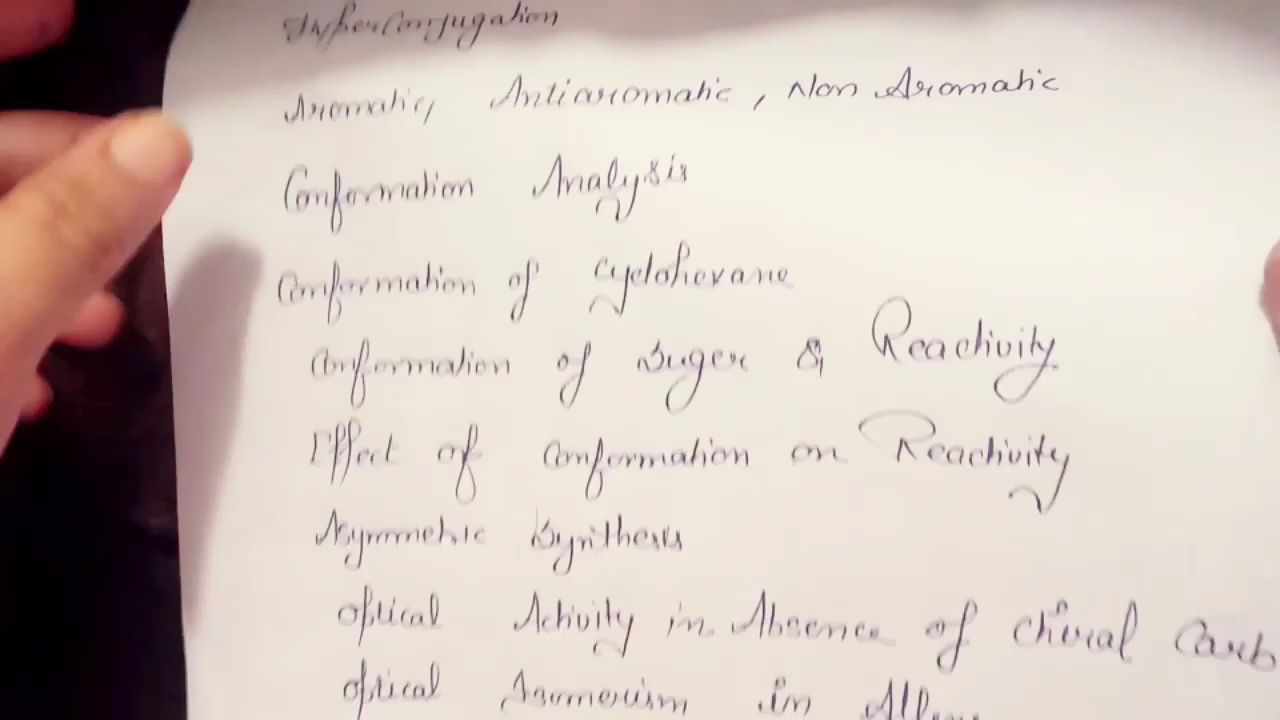 HyperConjugation
Aromatic, Antiaromatic, Non Aromatic
Conformation Analysis
Conformation of cyclohexane
Conformation of Suger & Reactivity
Effect of conformation on Reactivity
Asymmetric Synthesis
optical Activity in Absence of chiral Carb
optical Isomerism in